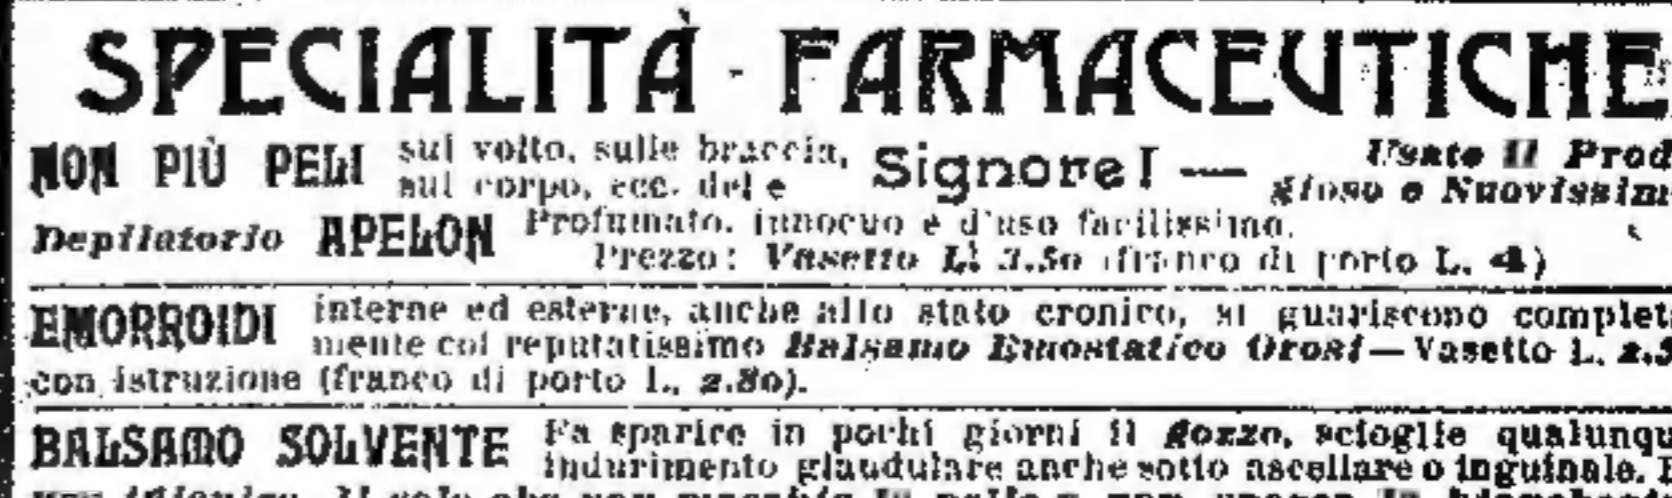 SPECIALITÀ - FARMACEUTICHE
NON PIÙ PELI sul volto, sulle braccia, sul corpo, ecc. del e Signore! — Usate il Prod
gioso e Nuovissim
Depilatorio APELON Profumato, innocuo e d'uso facilissimo.
Prezzo: Vasetto L. 3.50 (franco di porto L. 4)
EMORROIDI interne ed esterne, anche allo stato cronico, si guariscono complet
mente col reputatissimo Balsamo Emostatico Orosi — Vasetto L. 2.
con istruzione (franco di porto L. 2.80).
BALSAMO SOLVENTE Fa sparire in pochi giorni il gozzo, scioglie qualunqu
indurimento glandulare anche sotto ascellare o inguinale.